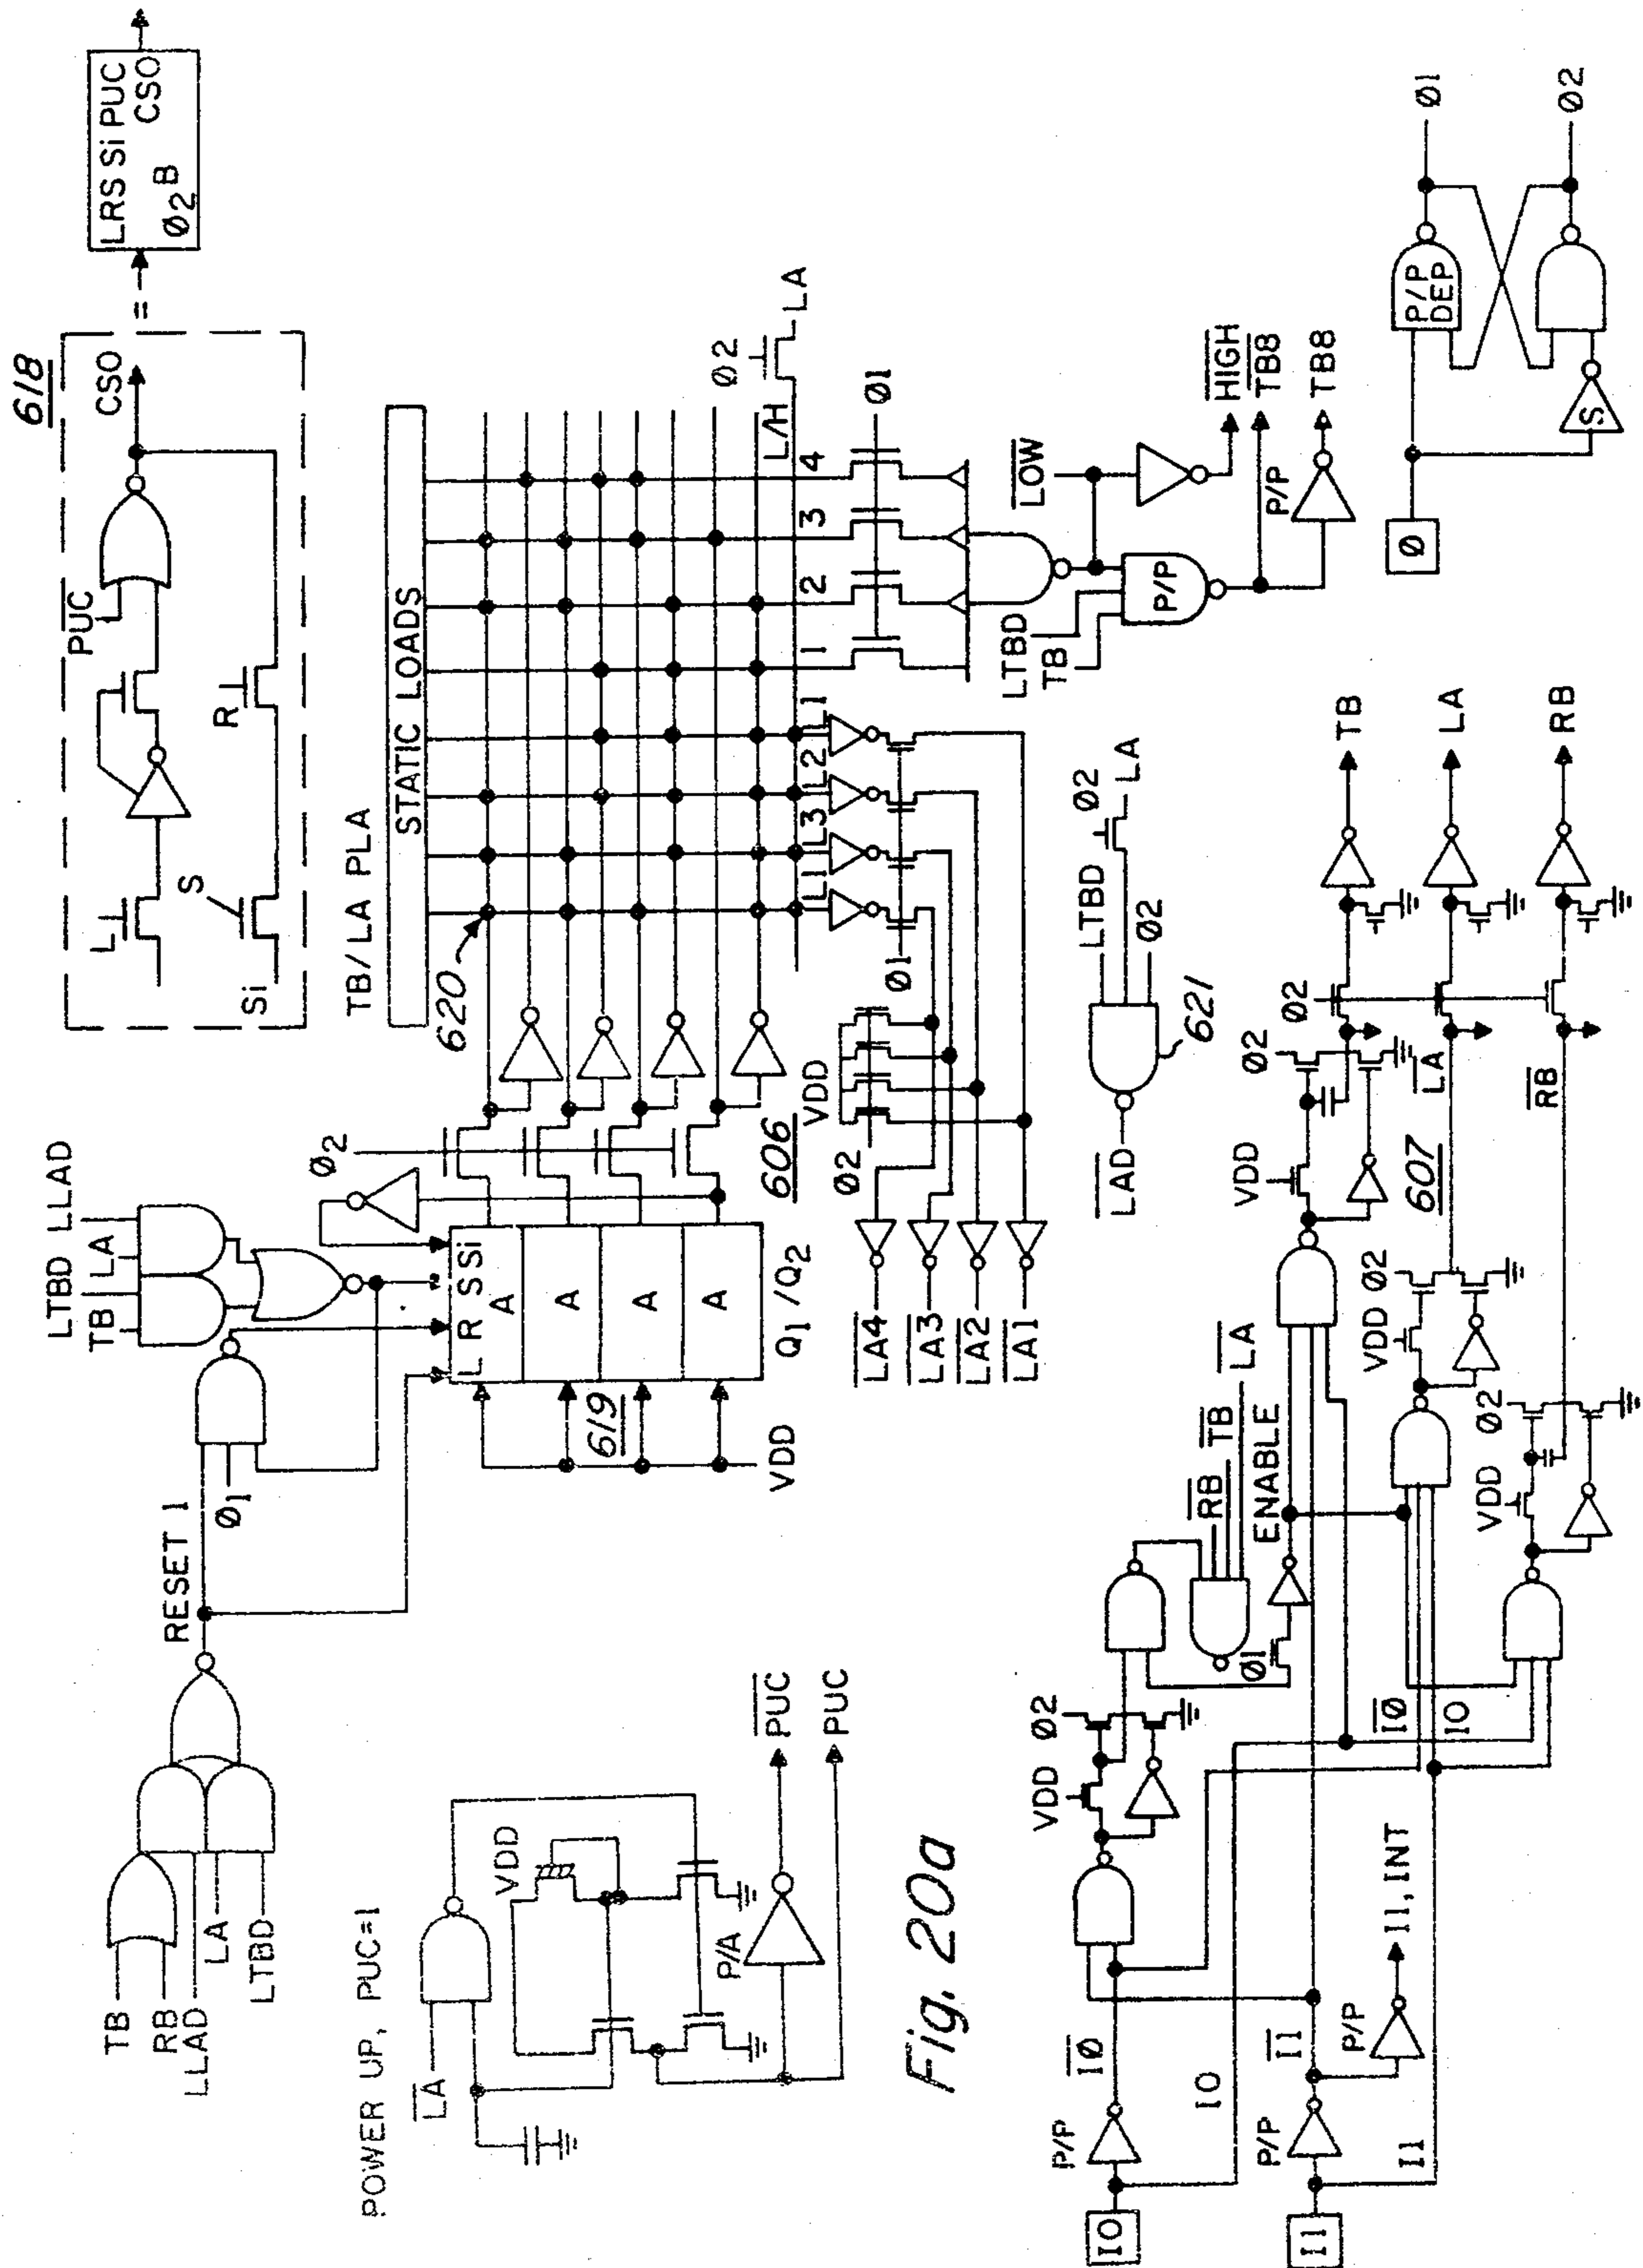 618
PUC
CSO
L
S
R
Si
=
LRS Si PUC
Ø2 B CSO
LTBD LLAD
TB LA
RESET 1
Ø1
TB
RB
LLAD
LA
LTBD
L R S Si
A
A
A
A
Q1/Q2
619
VDD
Ø2
606
TB/LA PLA
STATIC LOADS
620
L/H
Ø2
LA
L1 L3 L2 L1 1 2 3 4
Ø1
Ø1
VDD
Ø2
LA4
LA3
LA2
LA1
LOW
HIGH
LTBD
TB
P/P
TB8
P/P
TB8
POWER UP, PUC=1
LA
VDD
P/A
PUC
PUC
Fig. 20a
LTBD
Ø2
LA
Ø2
LAD
621
Ø
P/P
DEP
S
Ø1
Ø2
IO
P/P
IØ
IO
I1
P/P
I1
P/P
I1, INT
I1
VDD Ø2
RB
TB
LA
ENABLE
Ø1
IØ
IO
VDD
Ø2
607
VDD Ø2
VDD
Ø2
Ø2
LA
RB
TB
LA
RB